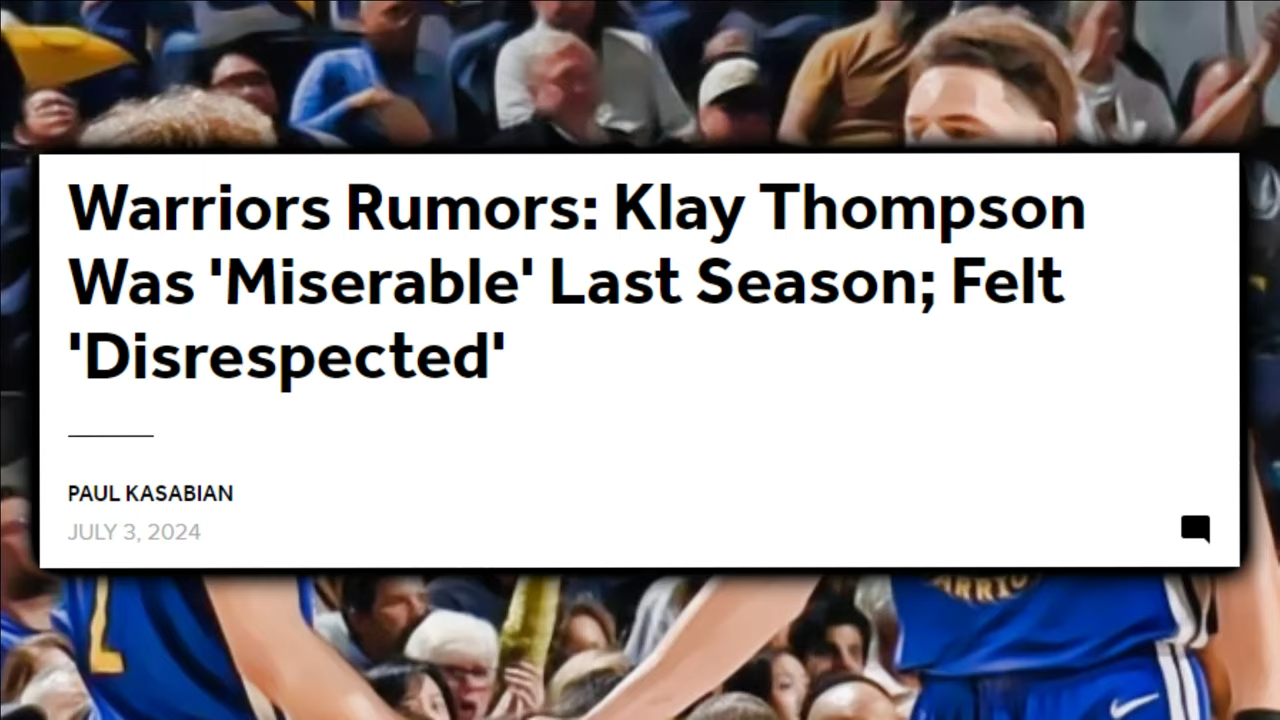 Warriors Rumors: Klay Thompson
Was 'Miserable' Last Season; Felt
'Disrespected'
PAUL KASABIAN
JULY 3, 2024